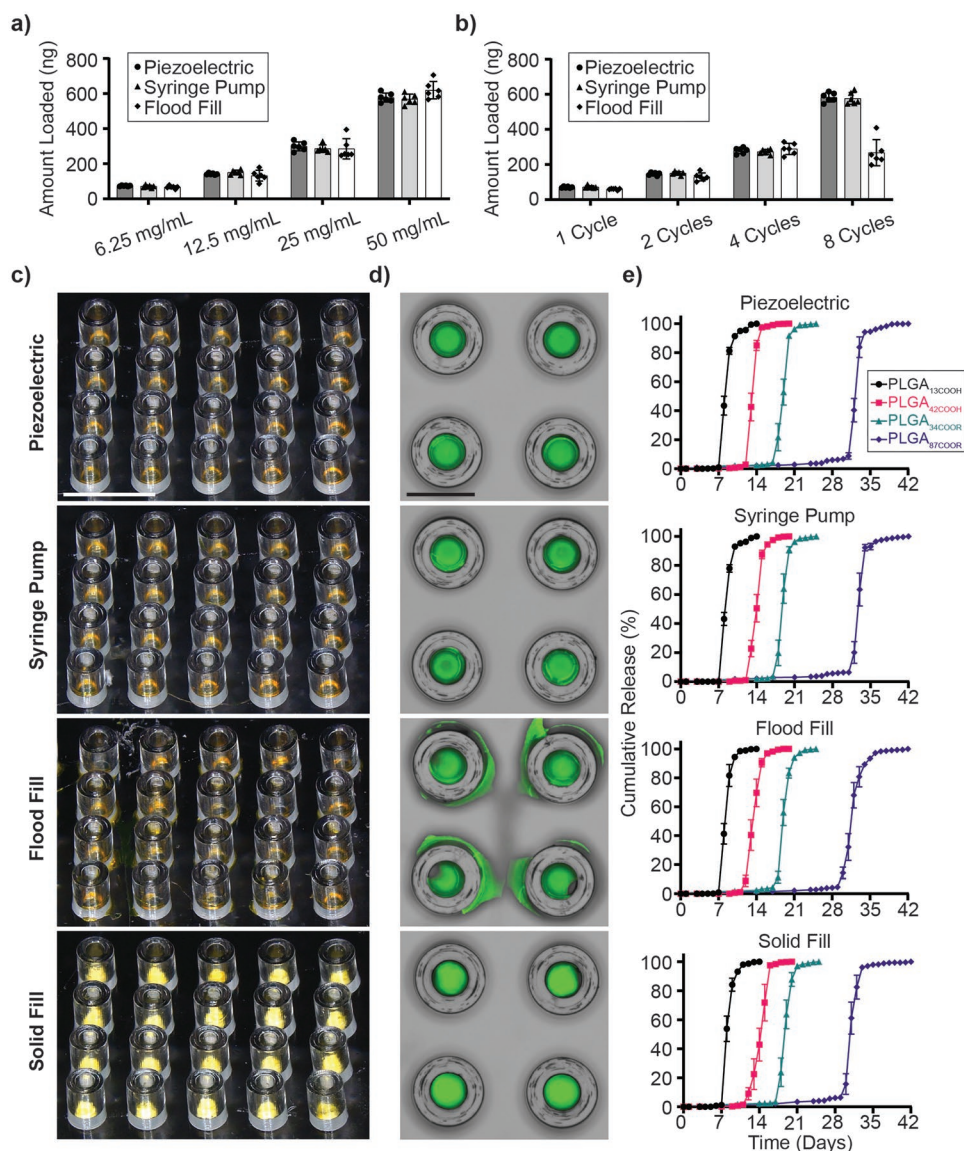 a)
Amount Loaded (ng)
800
600
400
200
0
Piezoelectric
Syringe Pump
Flood Fill
6.25 mg/mL
12.5 mg/mL
25 mg/mL
50 mg/mL
b)
Amount Loaded (ng)
800
600
400
200
0
Piezoelectric
Syringe Pump
Flood Fill
1 Cycle
2 Cycles
4 Cycles
8 Cycles
c)
Piezoelectric
Syringe Pump
Flood Fill
Solid Fill
d)
e)
Cumulative Release (%)
Piezoelectric
100
80
60
40
20
0
PLGA13COOH
PLGA42COOH
PLGA34COOR
PLGA87COOR
0 7 14 21 28 35 42
Syringe Pump
100
80
60
40
20
0
0 7 14 21 28 35 42
Flood Fill
100
80
60
40
20
0
0 7 14 21 28 35 42
Solid Fill
100
80
60
40
20
0
0 7 14 21 28 35 42
Time (Days)